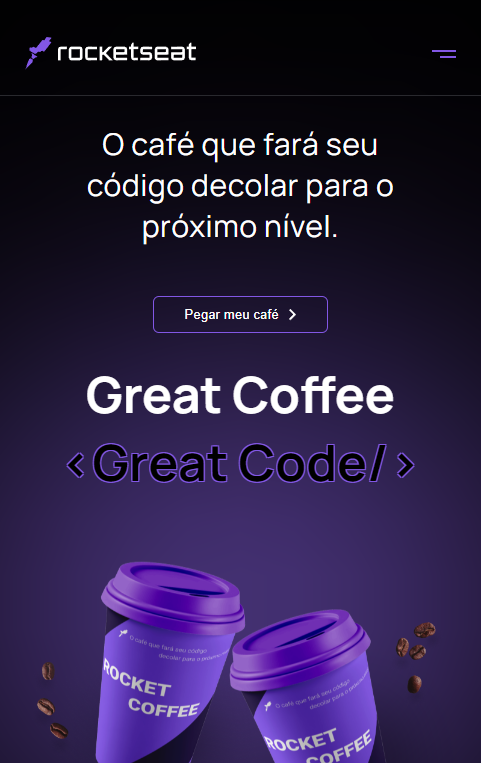 rocketseat
O café que fará seu
código decolar para o
próximo nível.
Pegar meu café
Great Coffee
< Great Code/ >
O café que fará seu código
decolar para o próximo
ROCKET
COFFEE
O café que fará seu código
decolar para o próximo
ROCKET
COFFEE